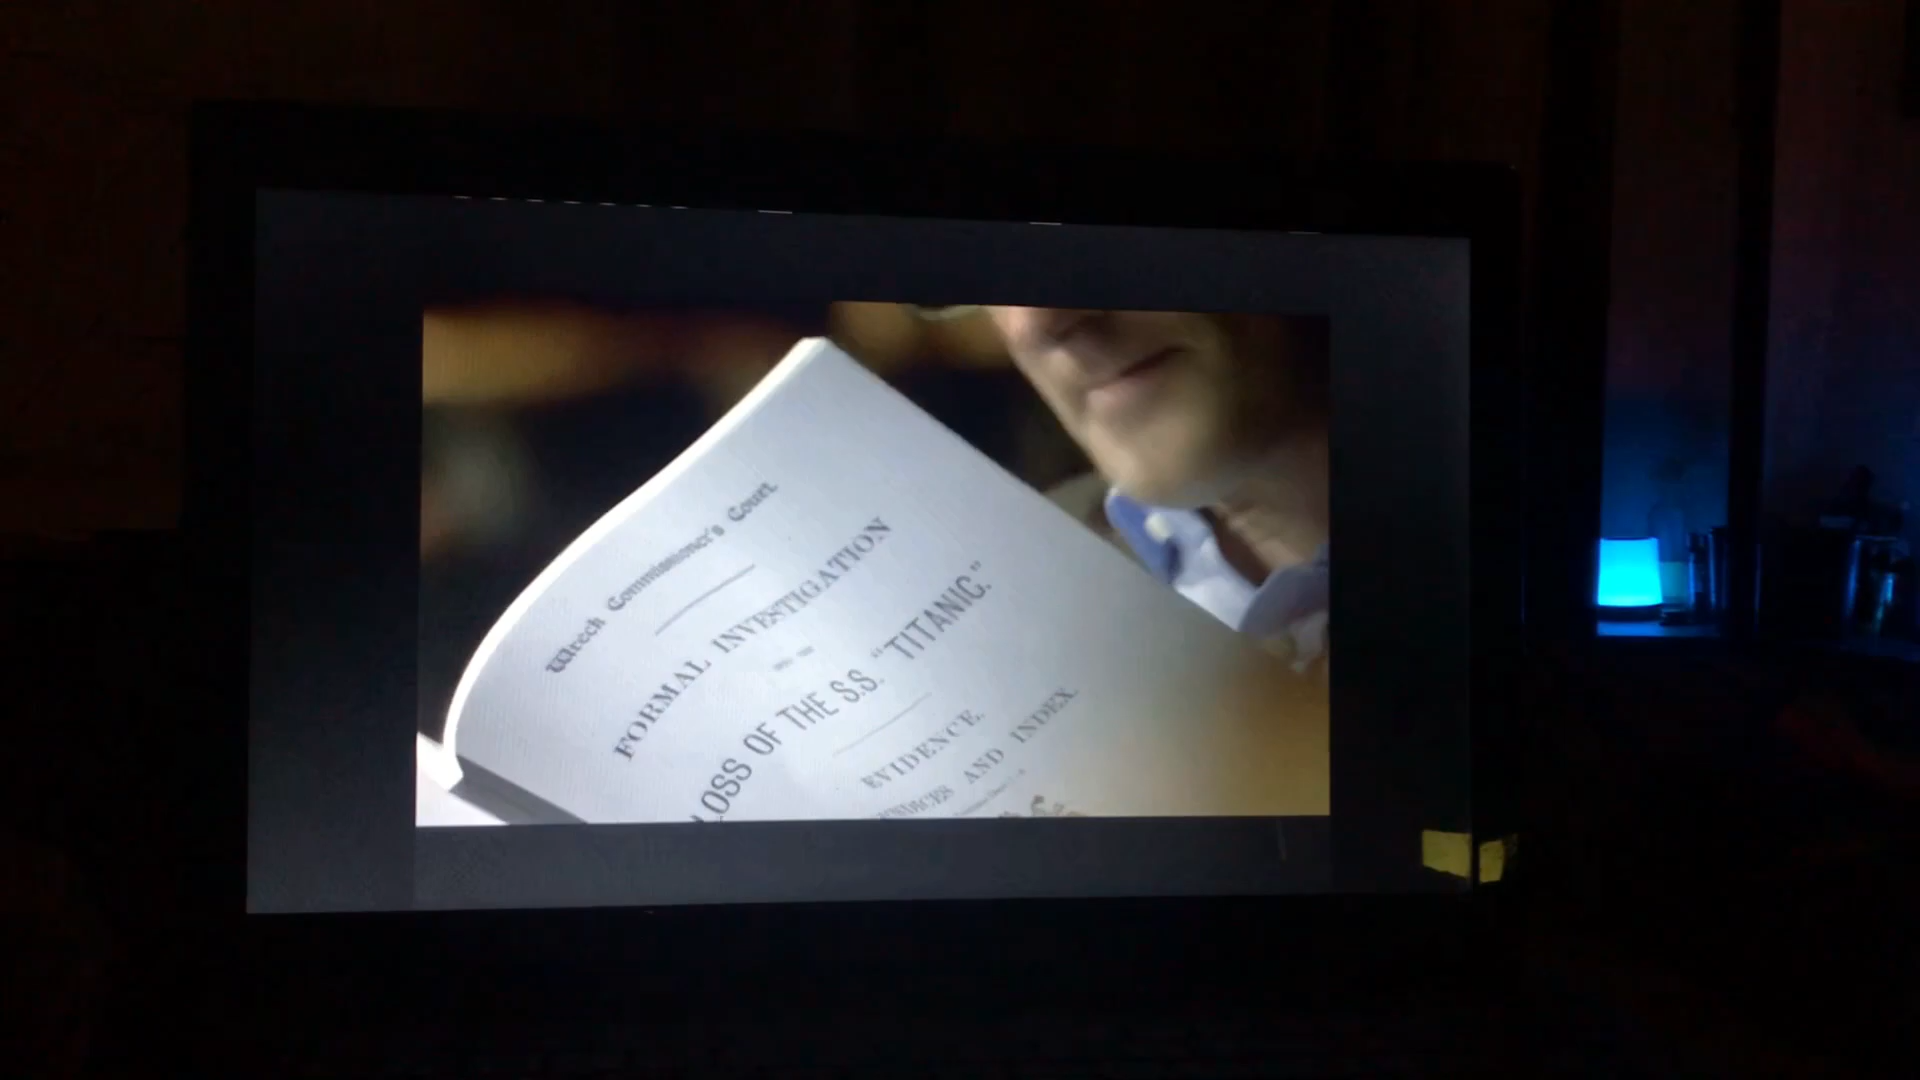 Wreck Commissioner's Court
FORMAL INVESTIGATION
LOSS OF THE S.S. "TITANIC."
EVIDENCE,
AND INDEX.